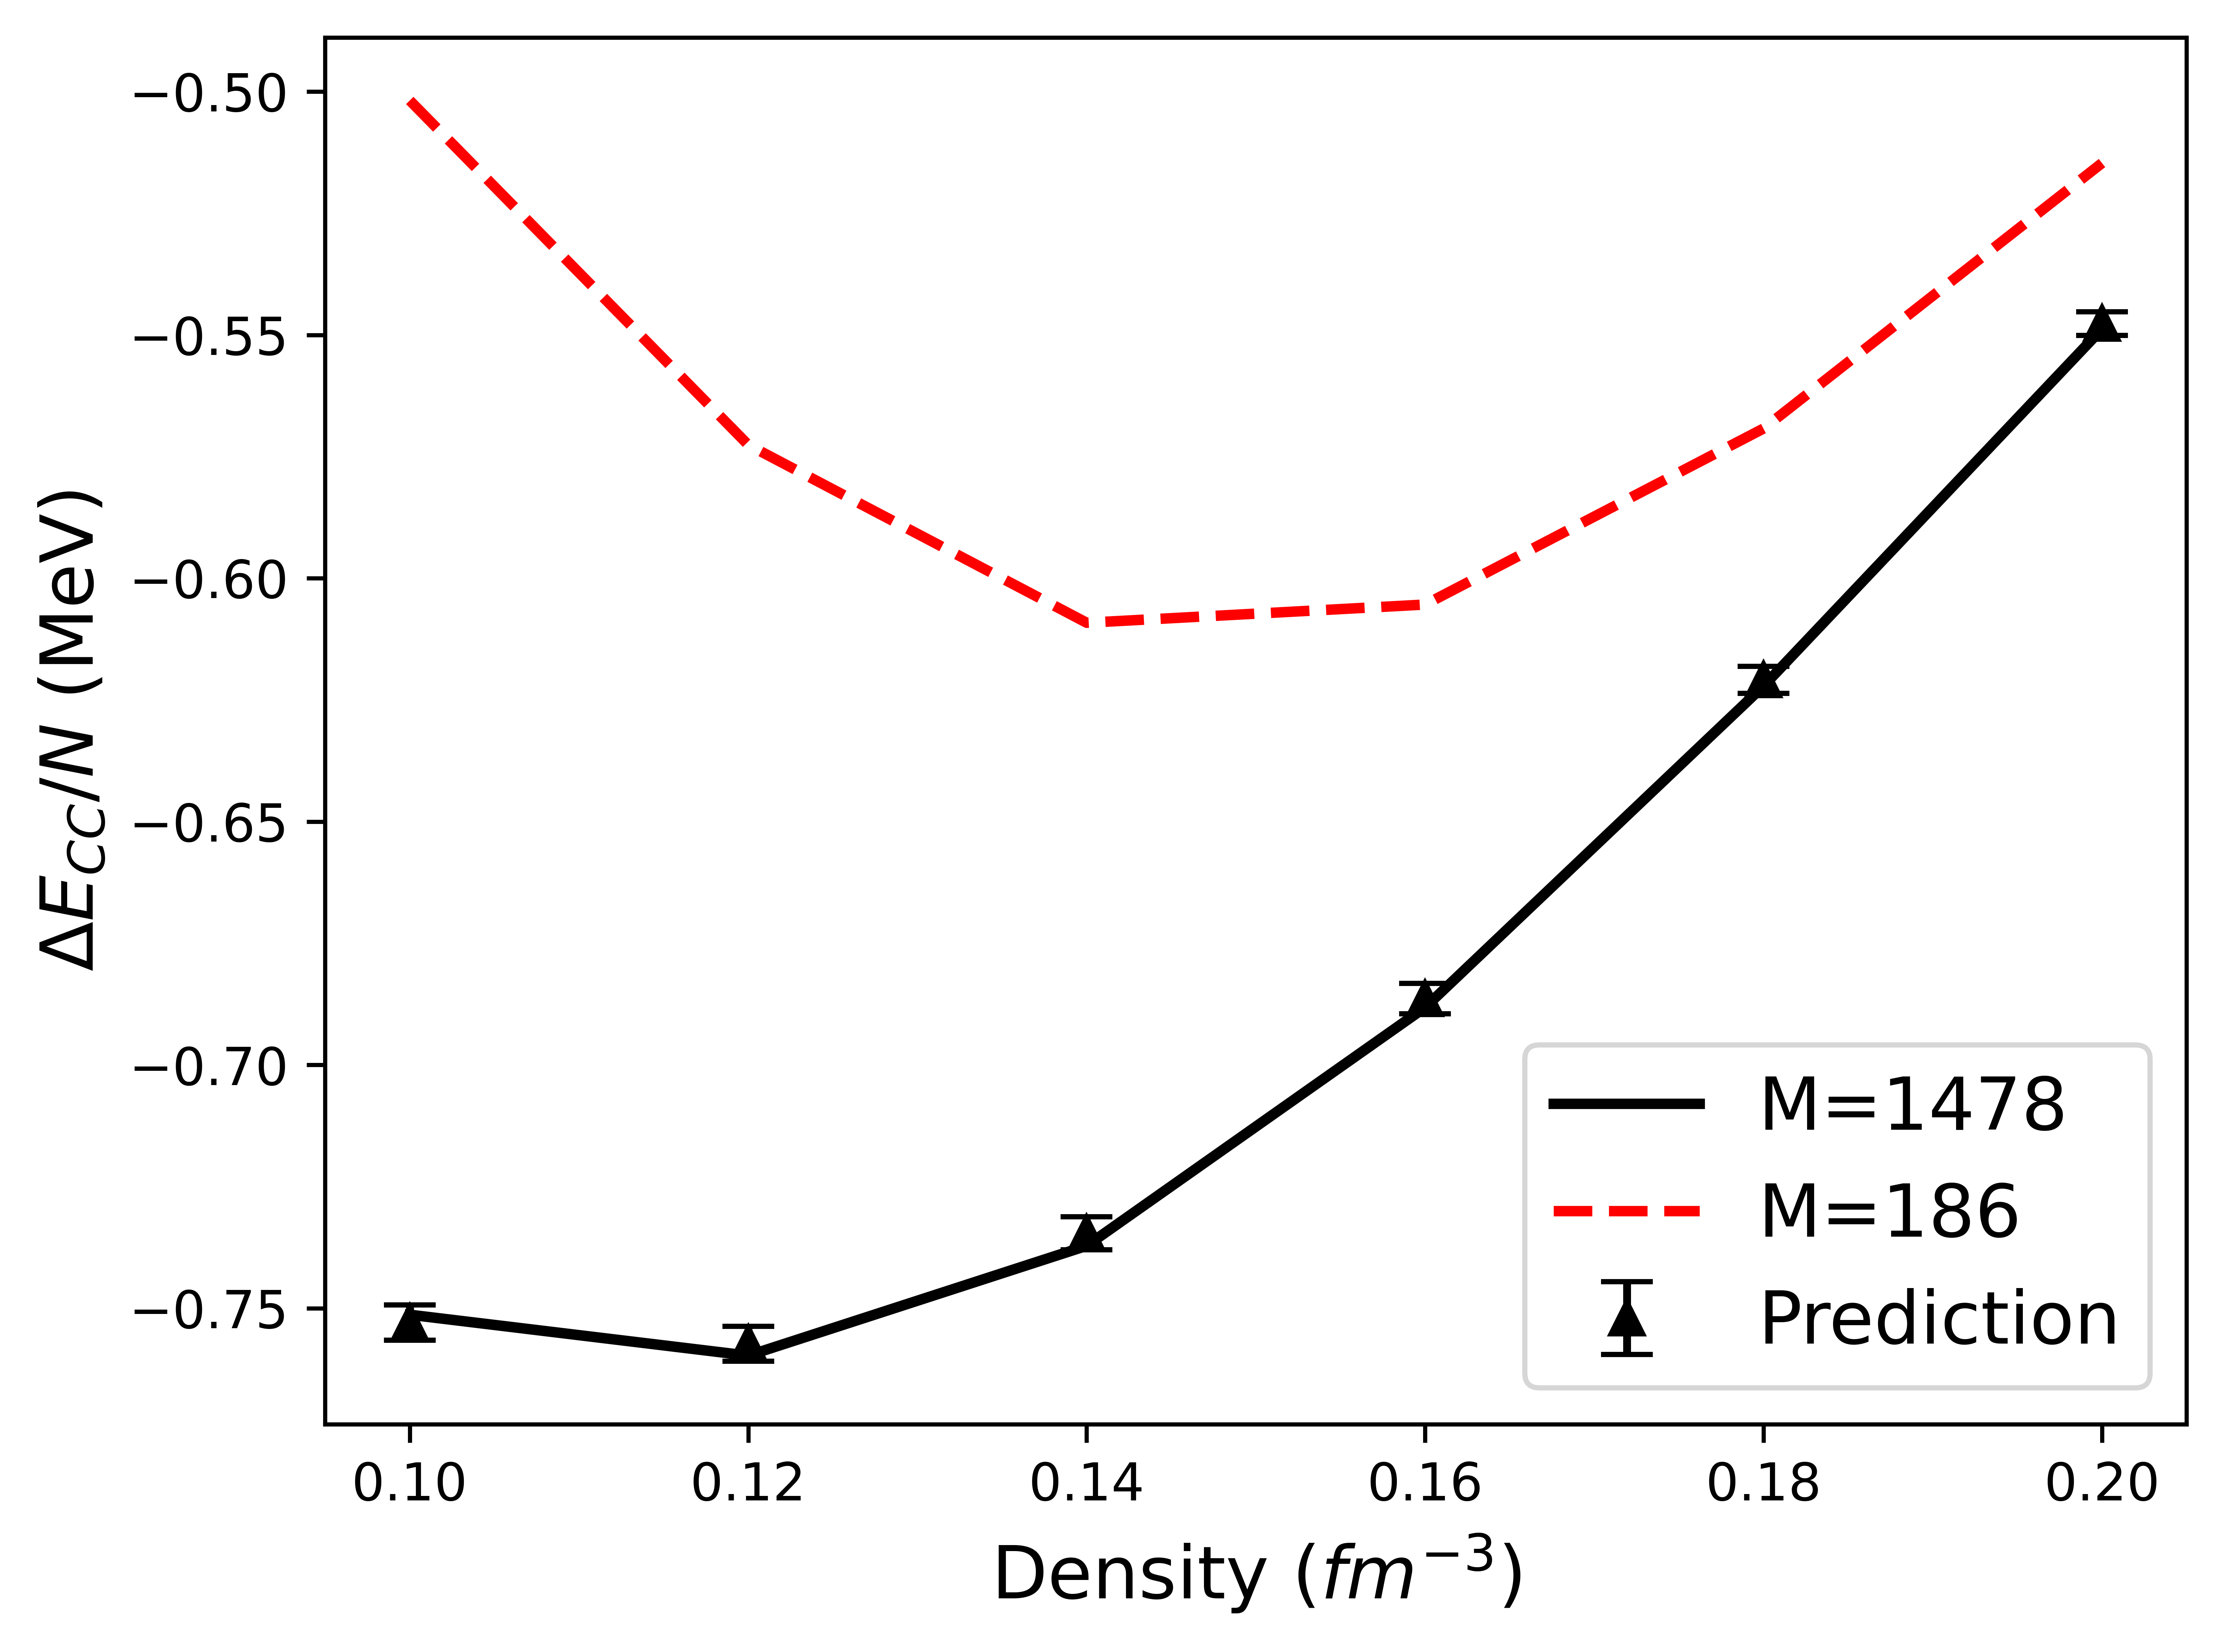 −0.50
−0.55
−0.60
−0.65
−0.70
−0.75
ΔE_CC/N (MeV)
M=1478
M=186
Prediction
0.10 0.12 0.14 0.16 0.18 0.20
Density (fm⁻³)